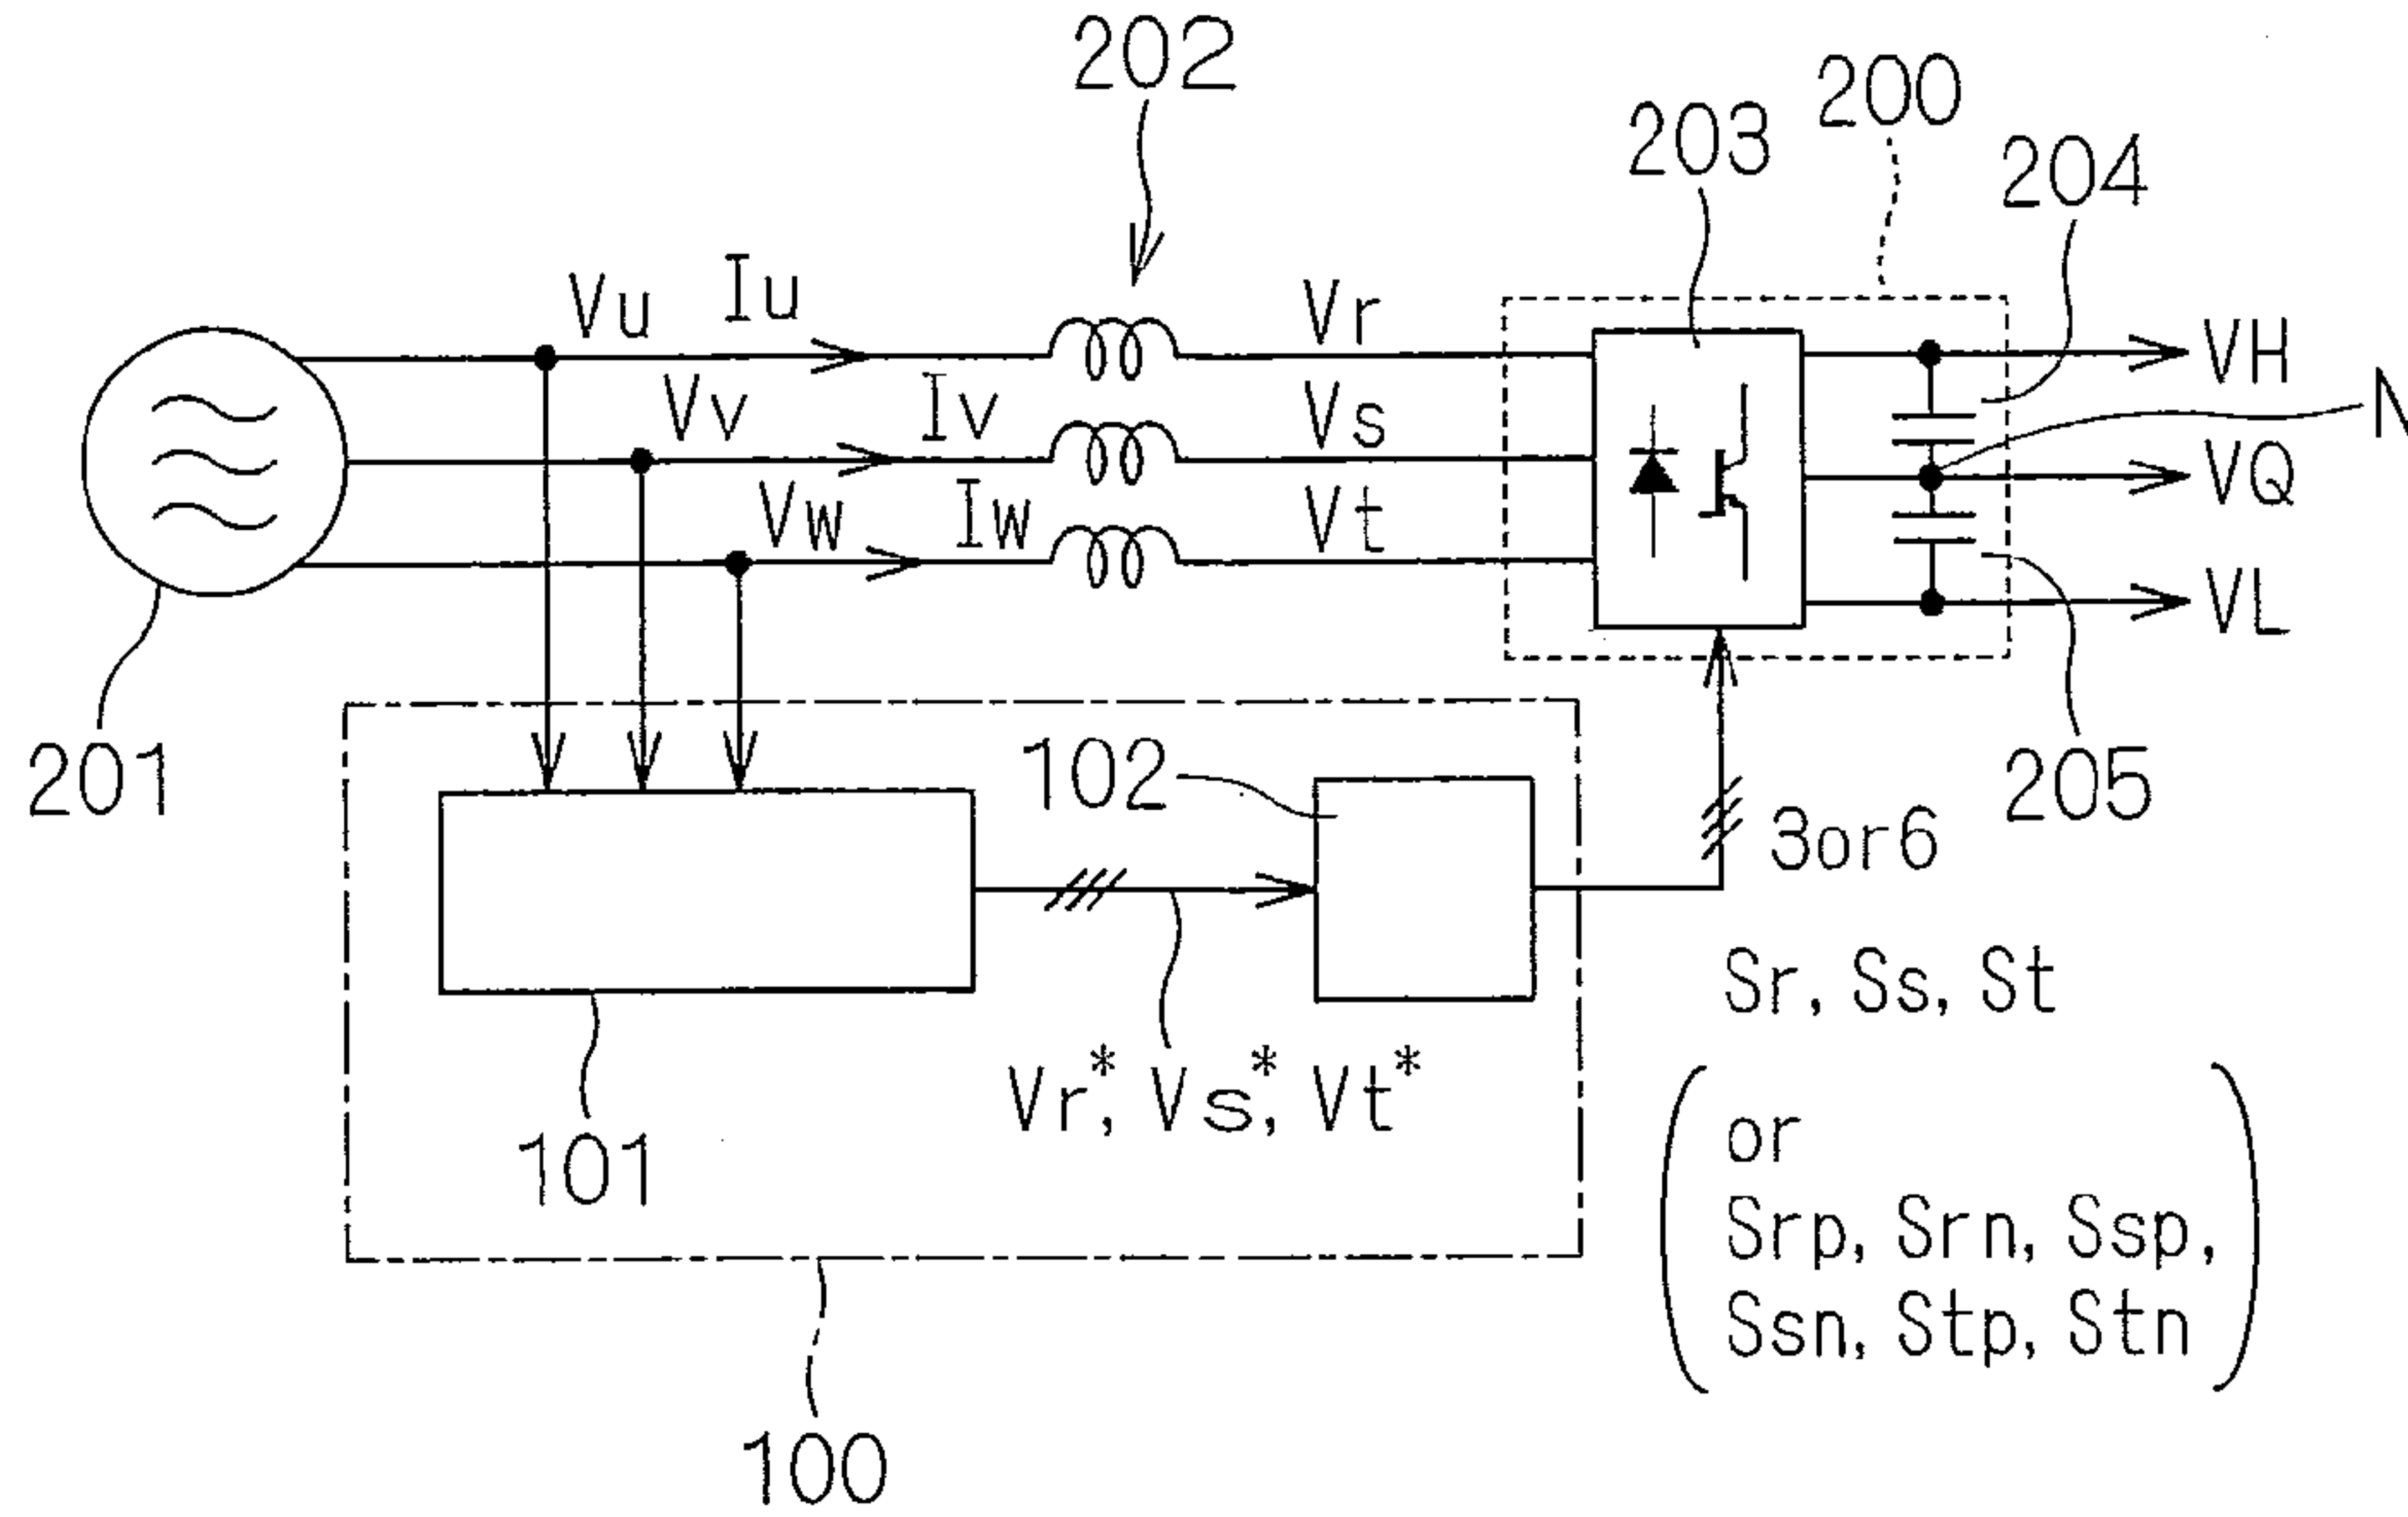 202
200
203
204
Vu Iu Vr
VH
Vv Iv Vs
N
VQ
Vw Iw Vt
VL
201
102
205
3or6
Sr, Ss, St
Vr*, Vs*, Vt*
101
or
Srp, Srn, Ssp,
Ssn, Stp, Stn
100